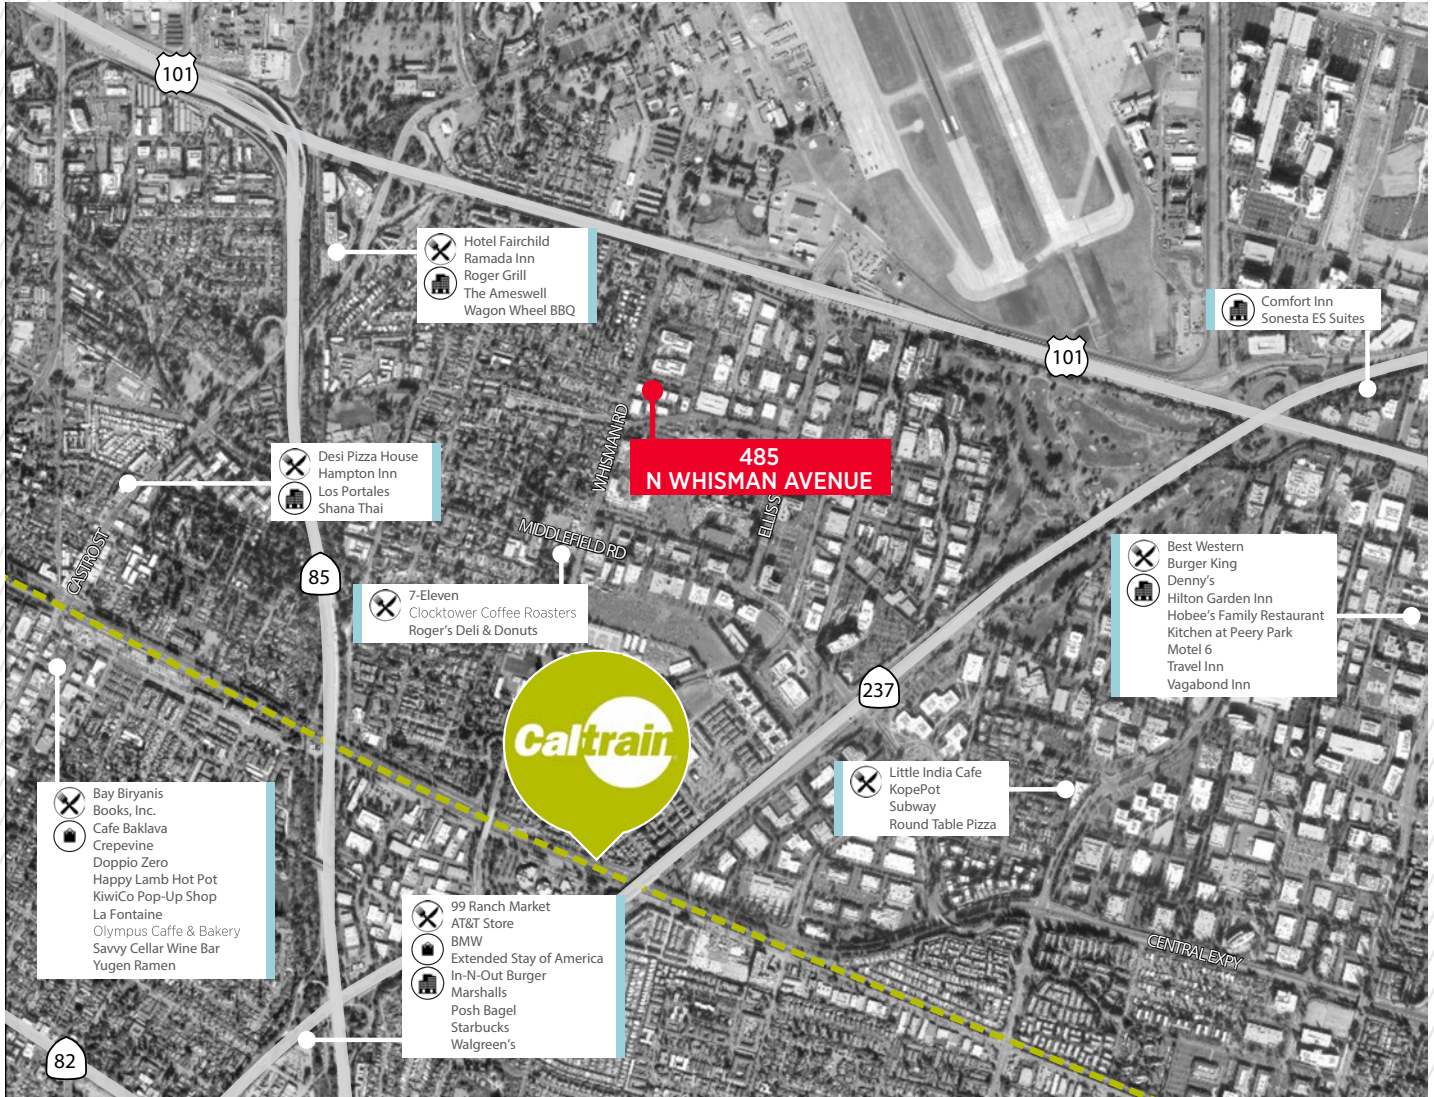 101
Hotel Fairchild
Ramada Inn
Roger Grill
The Ameswell
Wagon Wheel BBQ
Comfort Inn
Sonesta ES Suites
101
WHISMAN RD
485
N WHISMAN AVENUE
Desi Pizza House
Hampton Inn
Los Portales
Shana Thai
ELLIS S
MIDDLEFIELD RD
CASTRO ST
85
7-Eleven
Clocktower Coffee Roasters
Roger's Deli & Donuts
Best Western
Burger King
Denny's
Hilton Garden Inn
Hobee's Family Restaurant
Kitchen at Peery Park
Motel 6
Travel Inn
Vagabond Inn
237
Caltrain
Little India Cafe
KopePot
Subway
Round Table Pizza
Bay Biryanis
Books, Inc.
Cafe Baklava
Crepevine
Doppio Zero
Happy Lamb Hot Pot
KiwiCo Pop-Up Shop
La Fontaine
Olympus Caffe & Bakery
Savvy Cellar Wine Bar
Yugen Ramen
99 Ranch Market
AT&T Store
BMW
Extended Stay of America
In-N-Out Burger
Marshalls
Posh Bagel
Starbucks
Walgreen's
CENTRAL EXPY
82